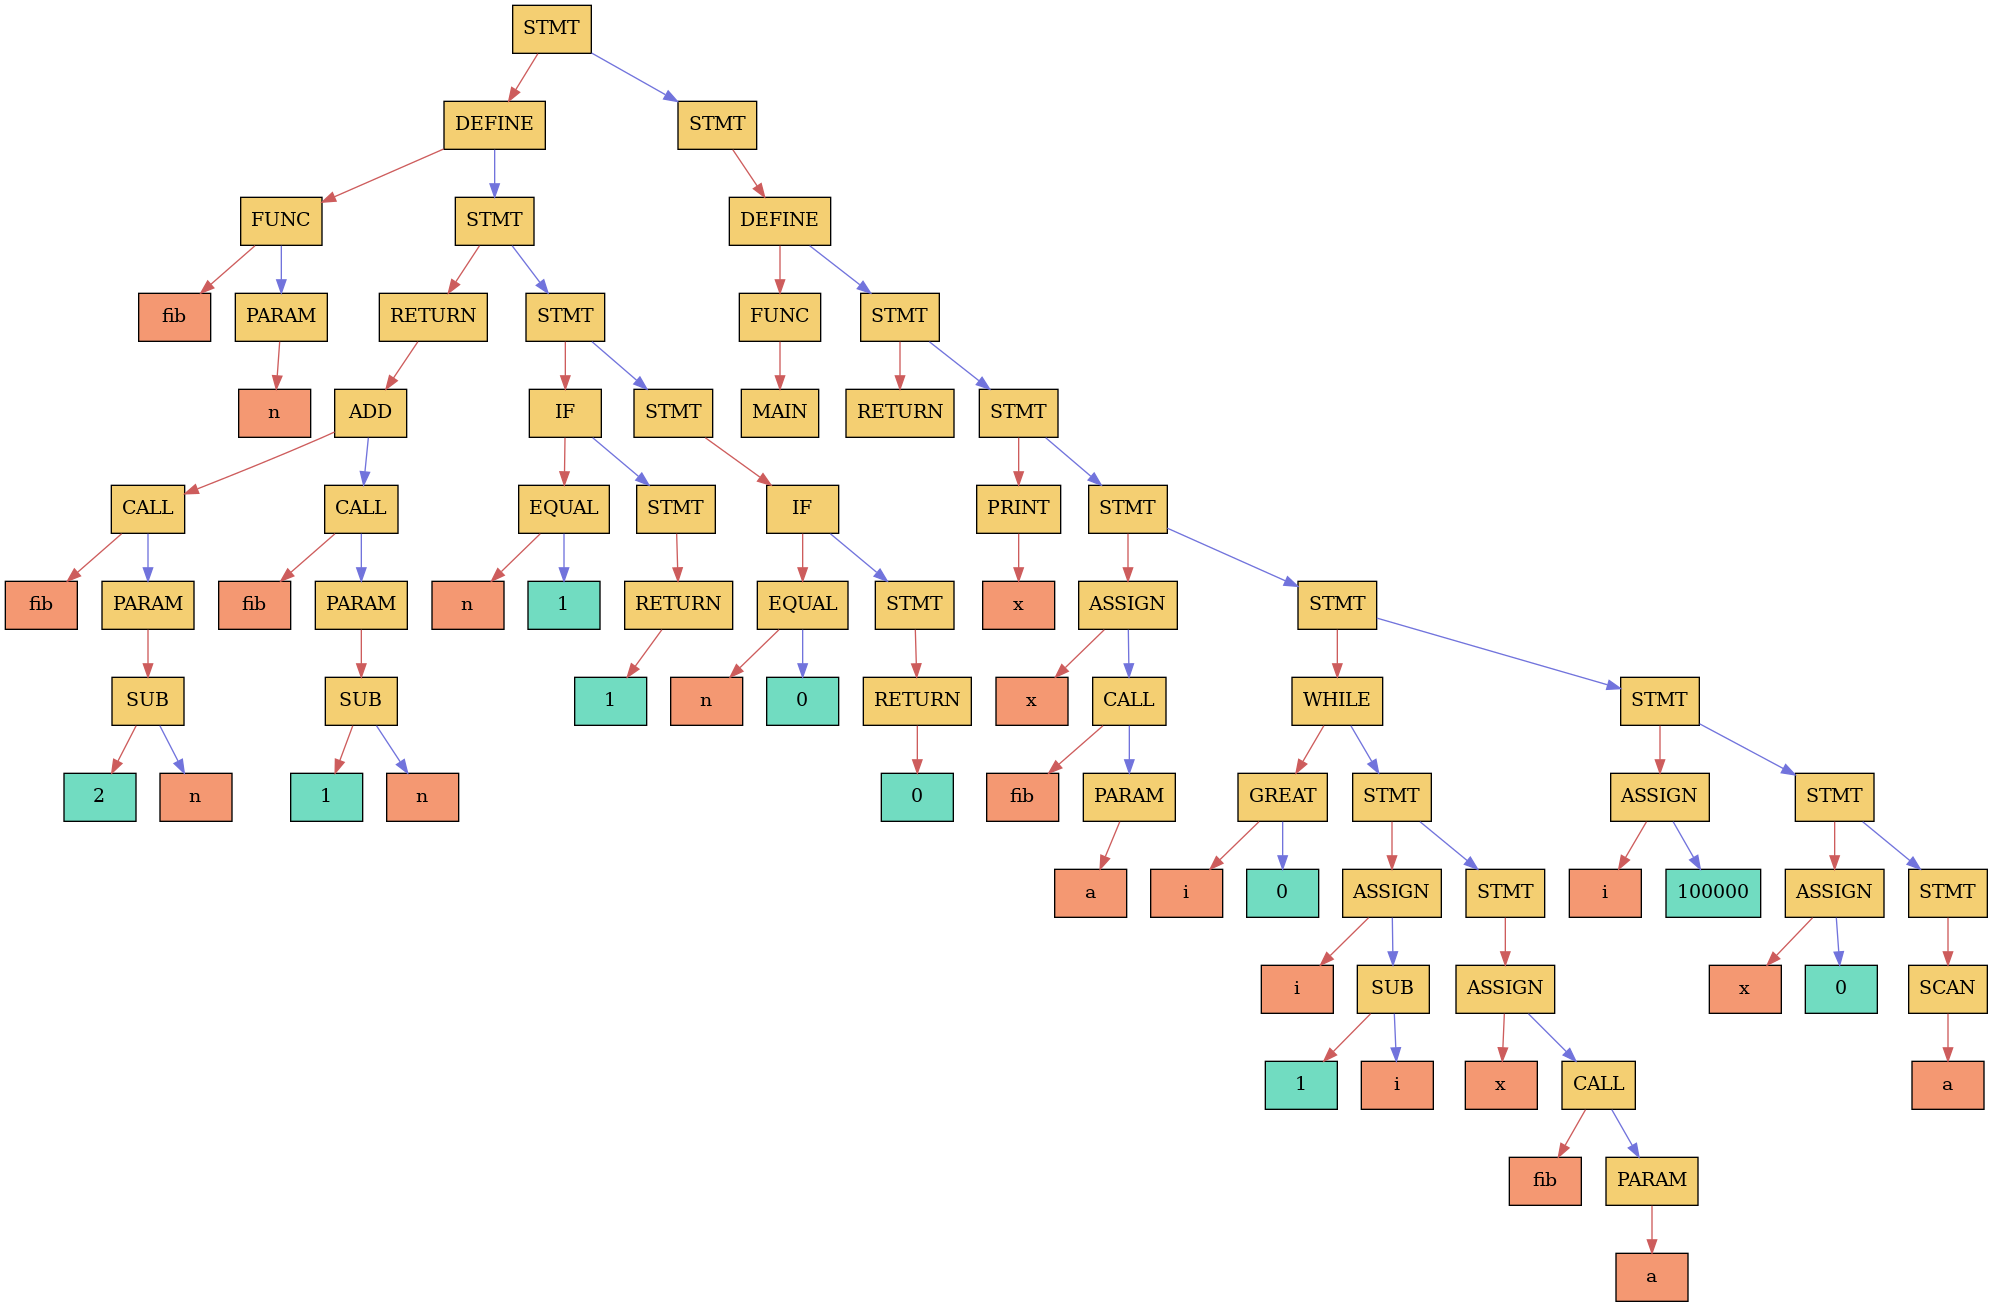 STMT
DEFINE STMT
FUNC STMT DEFINE
fib PARAM RETURN STMT FUNC STMT
n ADD IF STMT MAIN RETURN STMT
CALL CALL EQUAL STMT IF PRINT STMT
fib PARAM fib PARAM n 1 RETURN EQUAL STMT x ASSIGN STMT
SUB SUB 1 n 0 RETURN x CALL WHILE STMT
2 n 1 n 0 fib PARAM GREAT STMT ASSIGN STMT
a i 0 ASSIGN STMT i 100000 ASSIGN STMT
i SUB ASSIGN x 0 SCAN
1 i x CALL a
fib PARAM
a